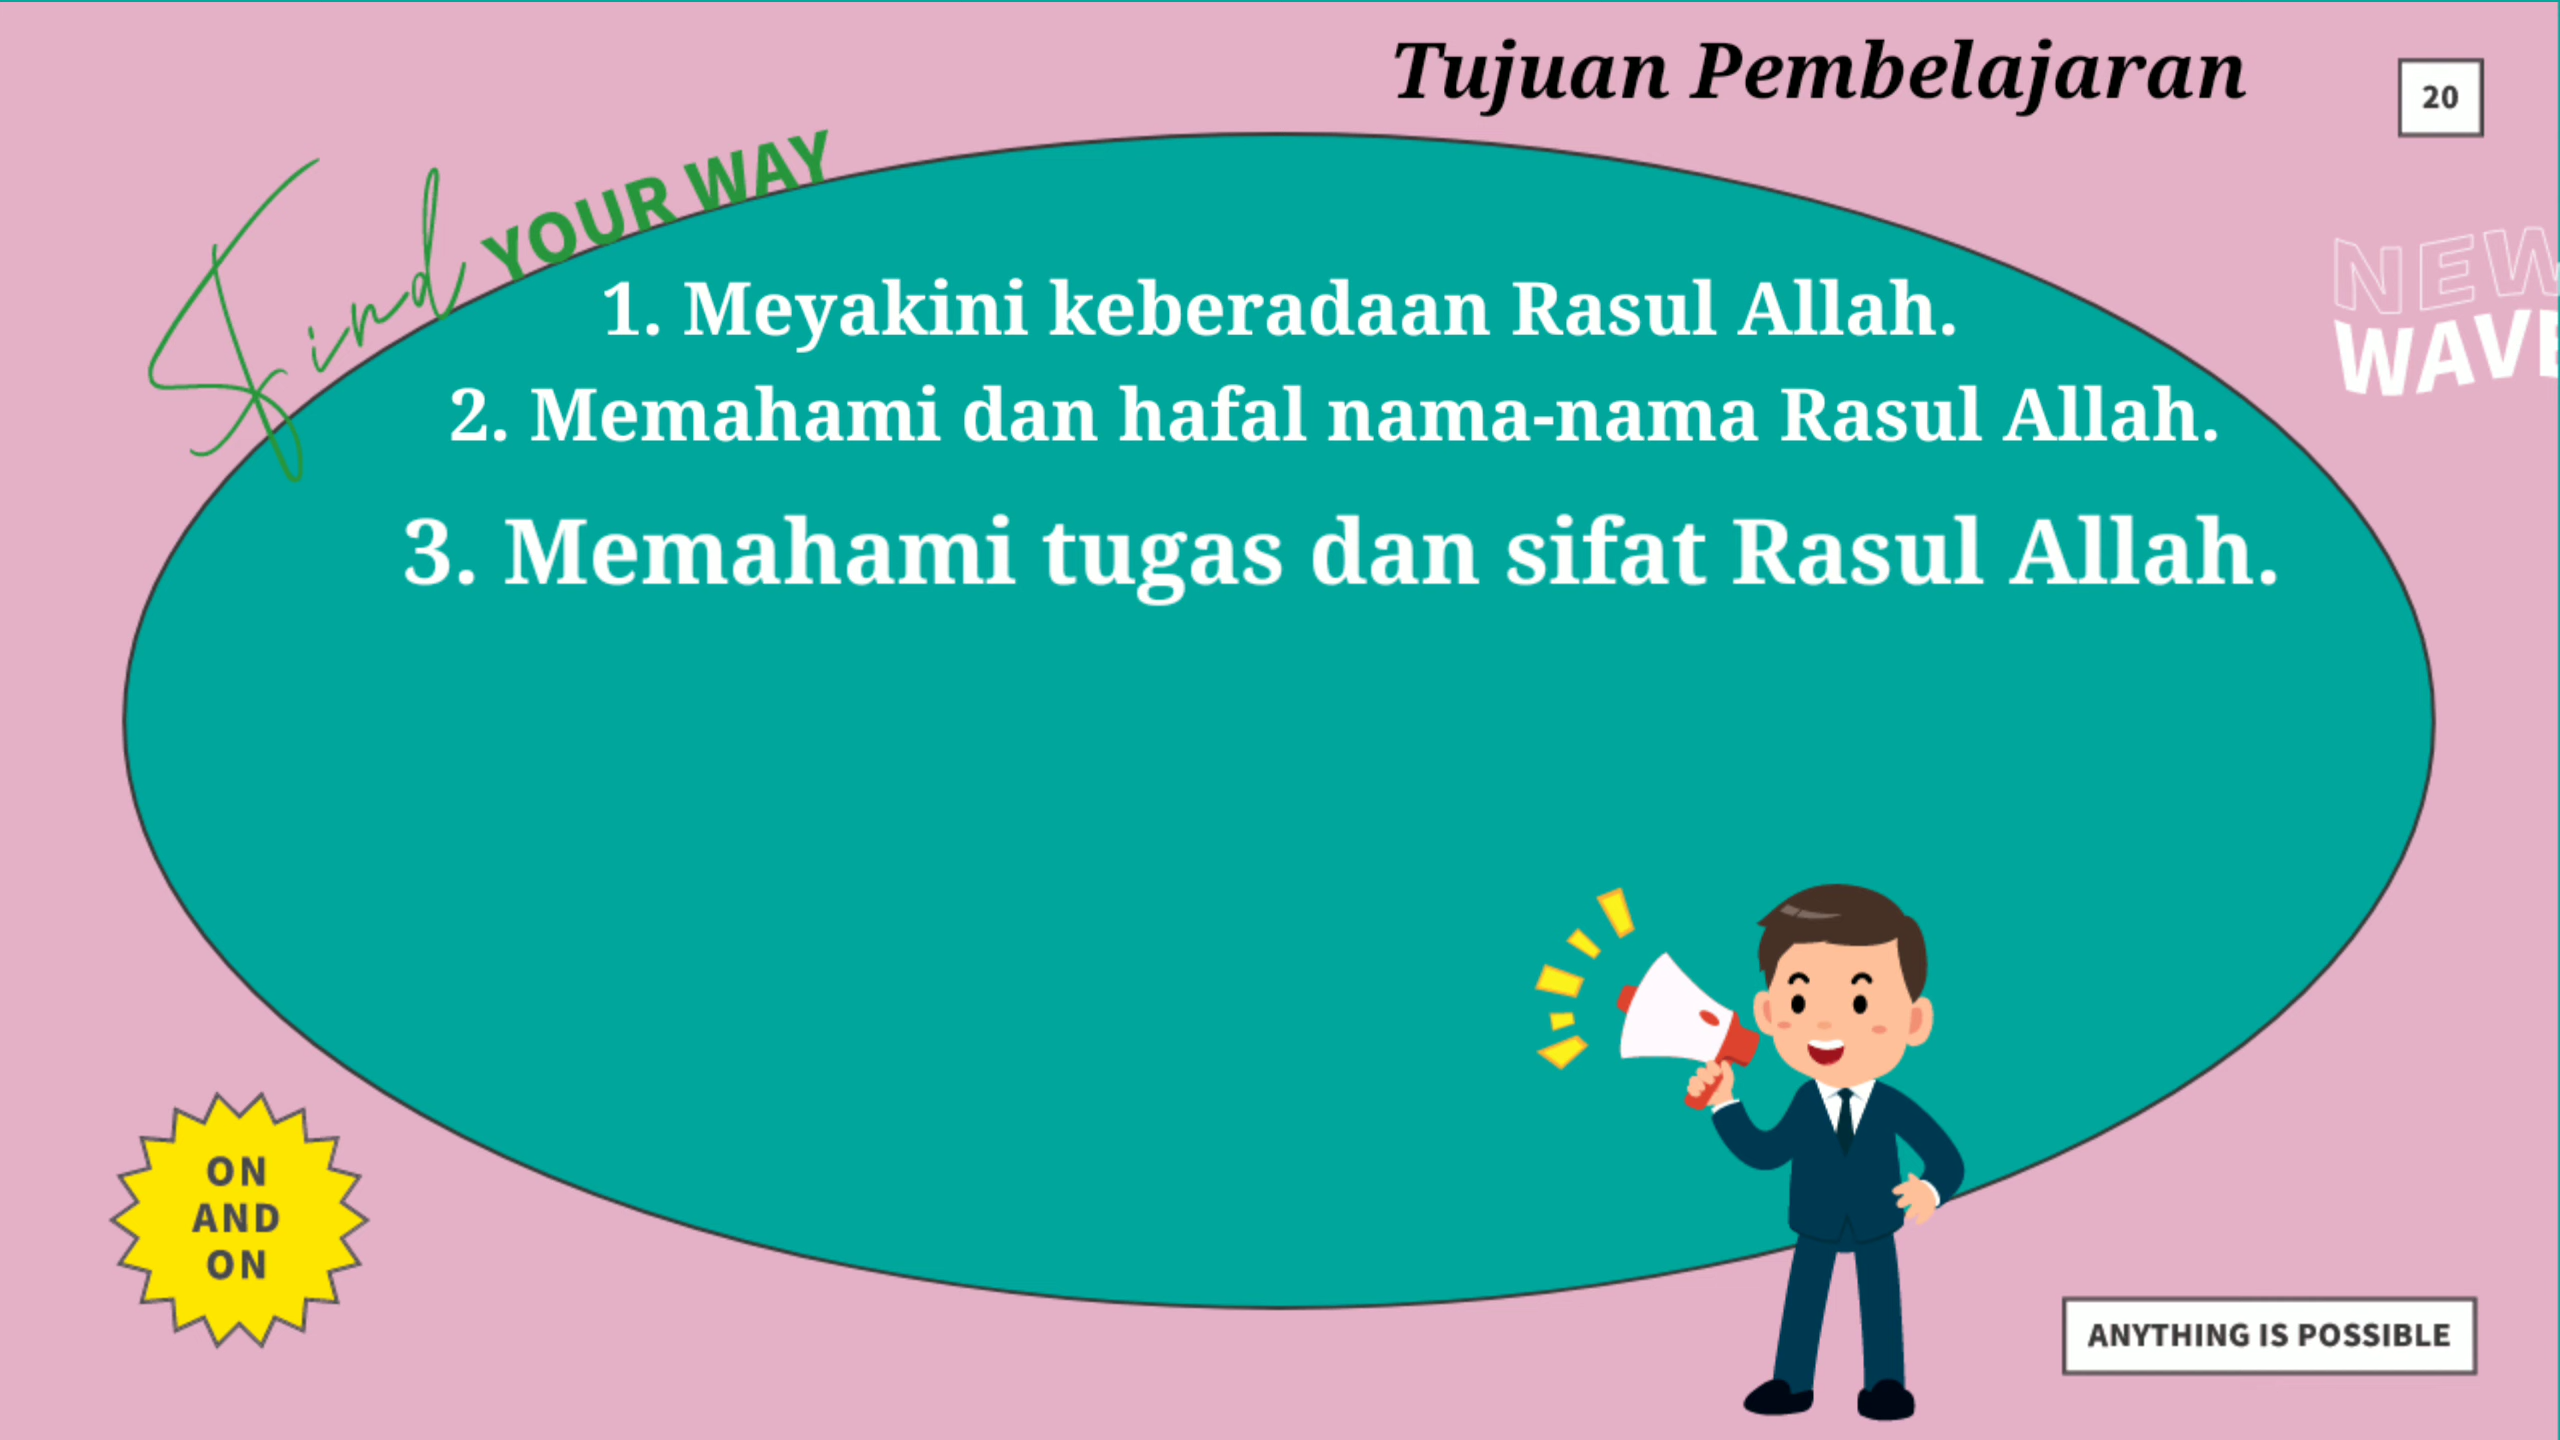 Tujuan Pembelajaran
20
Find YOUR WAY
NEW
WAVE
1. Meyakini keberadaan Rasul Allah.
2. Memahami dan hafal nama-nama Rasul Allah.
3. Memahami tugas dan sifat Rasul Allah.
ON
AND
ON
ANYTHING IS POSSIBLE